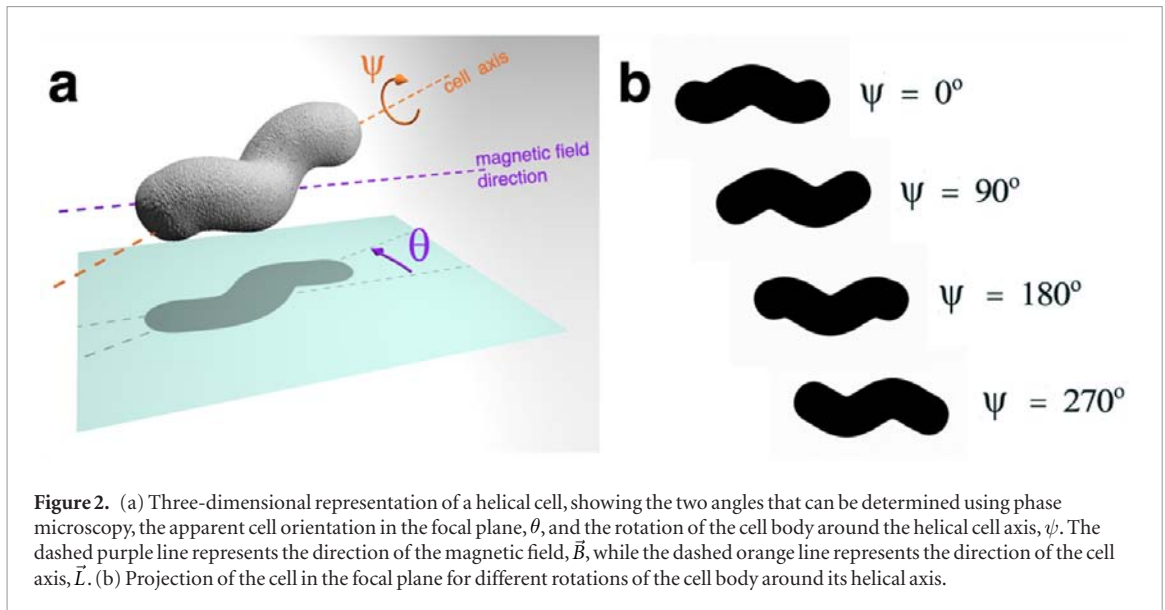 a
ψ
cell axis
magnetic field
direction
θ
b
ψ = 0°
ψ = 90°
ψ = 180°
ψ = 270°
Figure 2. (a) Three-dimensional representation of a helical cell, showing the two angles that can be determined using phase
microscopy, the apparent cell orientation in the focal plane, θ, and the rotation of the cell body around the helical cell axis, ψ. The
dashed purple line represents the direction of the magnetic field, B⃗, while the dashed orange line represents the direction of the cell
axis, L⃗. (b) Projection of the cell in the focal plane for different rotations of the cell body around its helical axis.